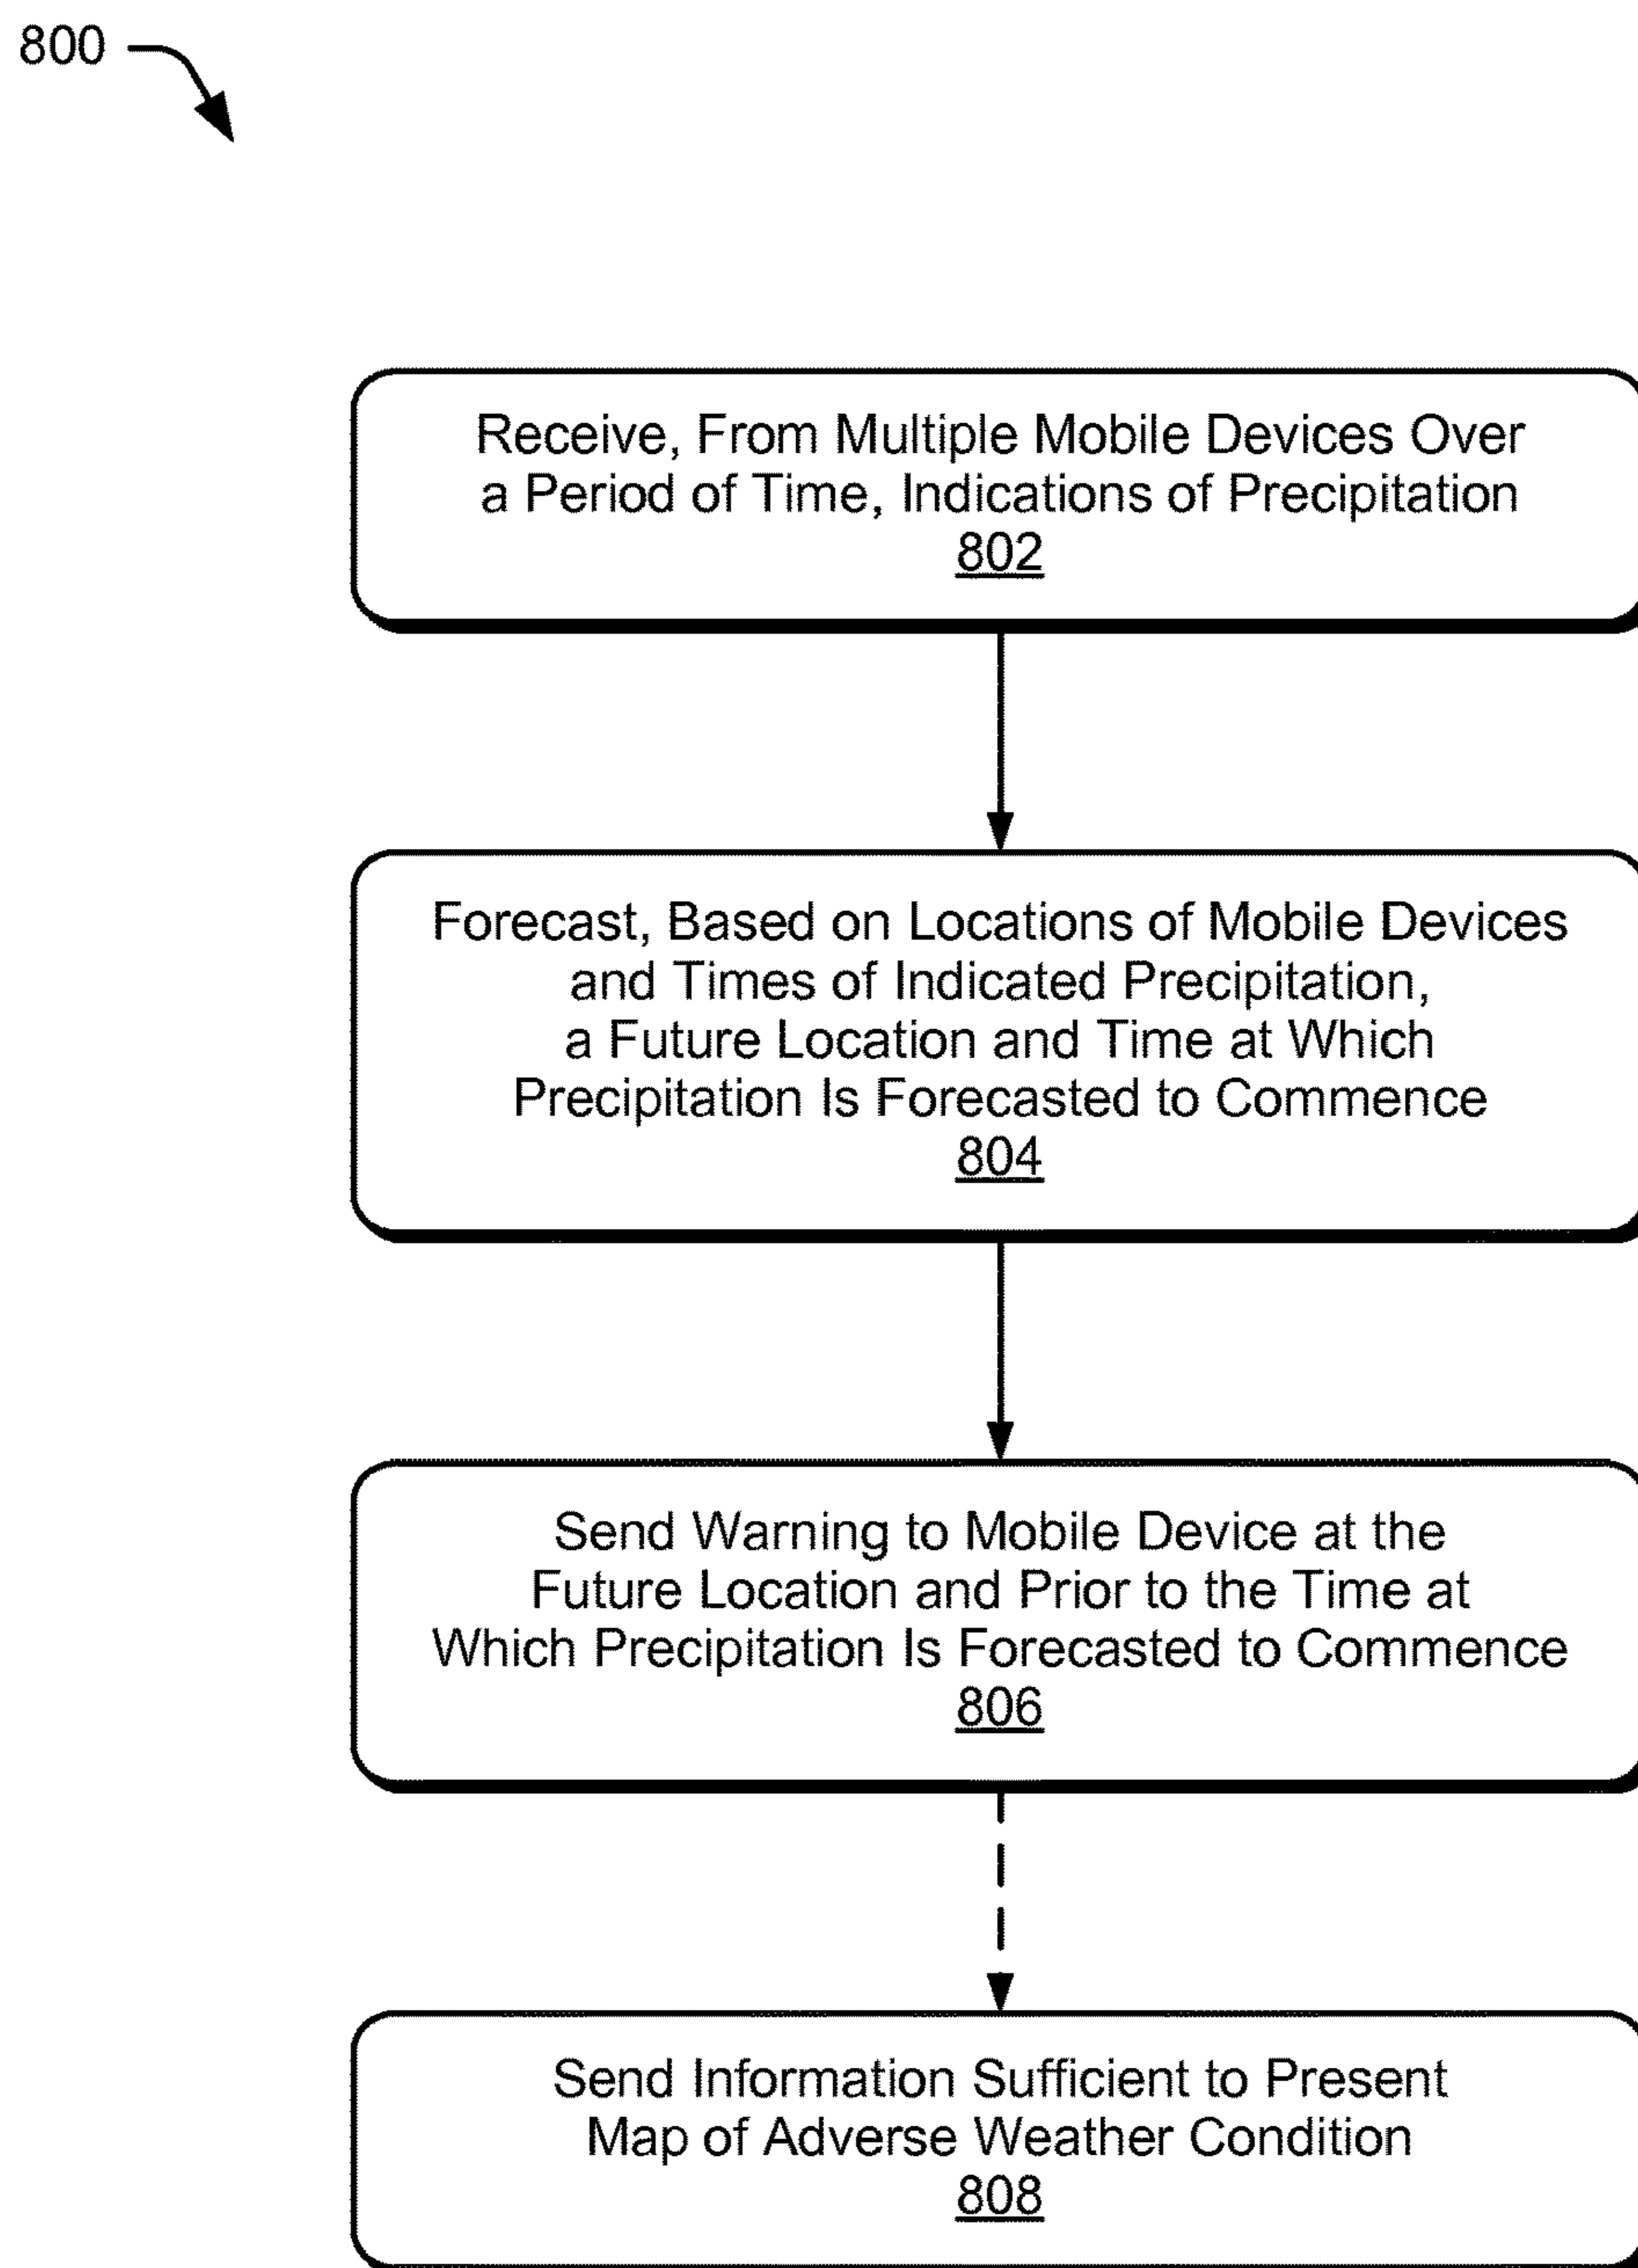 800
Receive, From Multiple Mobile Devices Over
a Period of Time, Indications of Precipitation
802
Forecast, Based on Locations of Mobile Devices
and Times of Indicated Precipitation,
a Future Location and Time at Which
Precipitation Is Forecasted to Commence
804
Send Warning to Mobile Device at the
Future Location and Prior to the Time at
Which Precipitation Is Forecasted to Commence
806
Send Information Sufficient to Present
Map of Adverse Weather Condition
808